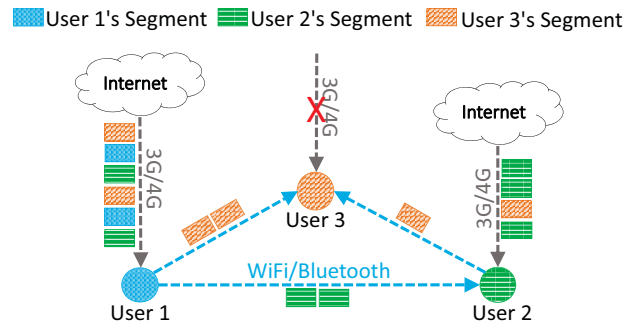 User 1's Segment User 2's Segment User 3's Segment
Internet
3G/4G
3G/4G
X
Internet
3G/4G
User 3
WiFi/Bluetooth
User 1
User 2